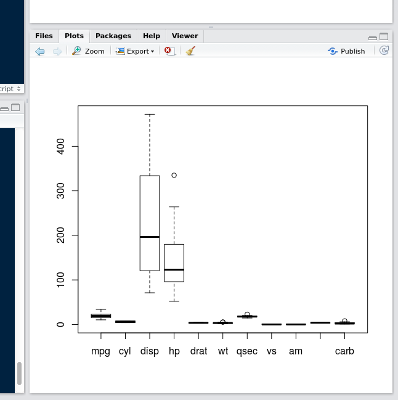 Files Plots Packages Help Viewer
Zoom Export Publish
cript
400
300
200
100
0
mpg cyl disp hp drat wt qsec vs am carb